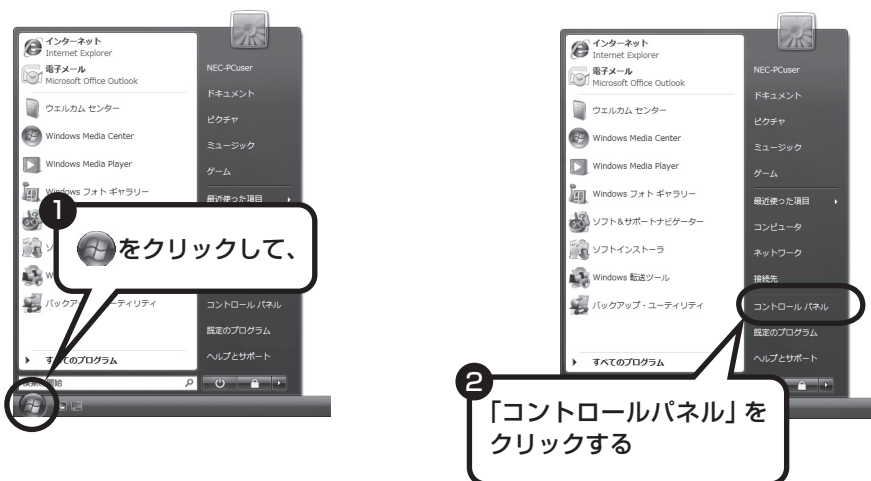 インターネット
Internet Explorer
電子メール
Microsoft Office Outlook
ウェルカム センター
Windows Media Center
Windows Media Player
Windows フォト ギャラリー
バックア
ーティリティ
すべてのプログラム
NEC-PCuser
ドキュメント
ピクチャ
ミュージック
ゲーム
最近使った項目
コントロール パネル
既定のプログラム
ヘルプとサポート
1
をクリックして、
インターネット
Internet Explorer
電子メール
Microsoft Office Outlook
ウェルカム センター
Windows Media Center
Windows Media Player
Windows フォト ギャラリー
ソフト&サポートナビゲーター
ソフトインストーラ
Windows 転送ツール
バックアップ・ユーティリティ
すべてのプログラム
NEC-PCuser
ドキュメント
ピクチャ
ミュージック
ゲーム
最近使った項目
コンピュータ
ネットワーク
接続先
コントロール パネル
既定のプログラム
ヘルプとサポート
2
「コントロールパネル」を
クリックする